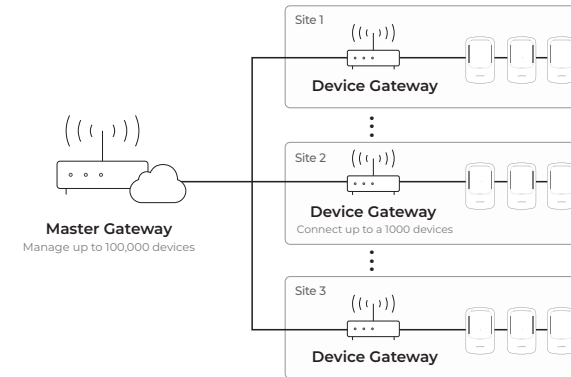 Site 1
Device Gateway
Site 2
Device Gateway
Connect up to a 1000 devices
Master Gateway
Manage up to 100,000 devices
Site 3
Device Gateway